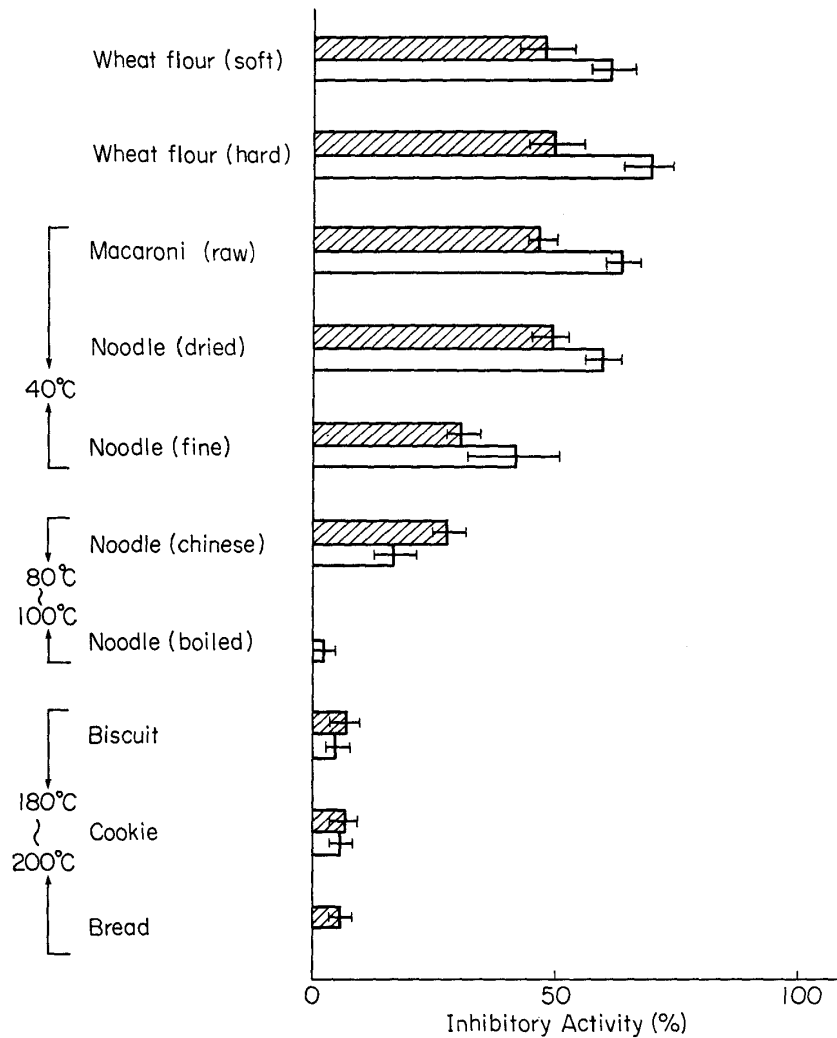 Wheat flour (soft)
Wheat flour (hard)
Macaroni (raw)
Noodle (dried)
40°C
Noodle (fine)
Noodle (chinese)
80°C
~
100°C
Noodle (boiled)
Biscuit
180°C
~
Cookie
200°C
Bread
0 50 100
Inhibitory Activity (%)